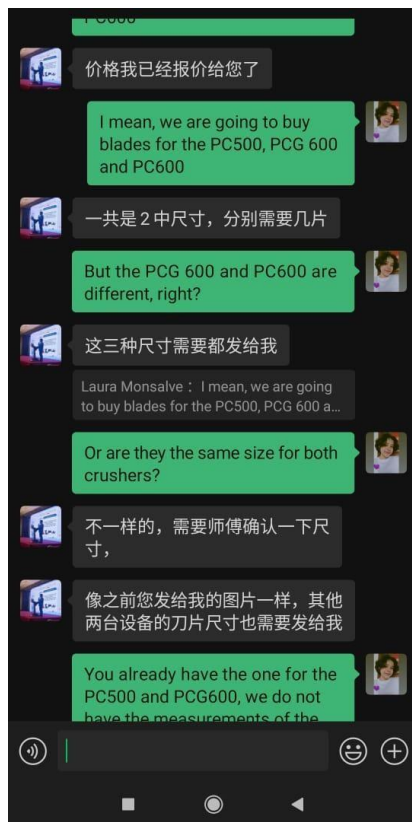 PC600
价格我已经报价给您了
I mean, we are going to buy
blades for the PC500, PCG 600
and PC600
一共是2中尺寸，分别需要几片
But the PCG 600 and PC600 are
different, right?
这三种尺寸需要都发给我
Laura Monsalve： I mean, we are going
to buy blades for the PC500, PCG 600 a...
Or are they the same size for both
crushers?
不一样的，需要师傅确认一下尺
寸，
像之前您发给我的图片一样，其他
两台设备的刀片尺寸也需要发给我
You already have the one for the
PC500 and PCG600, we do not
have the measurements of the